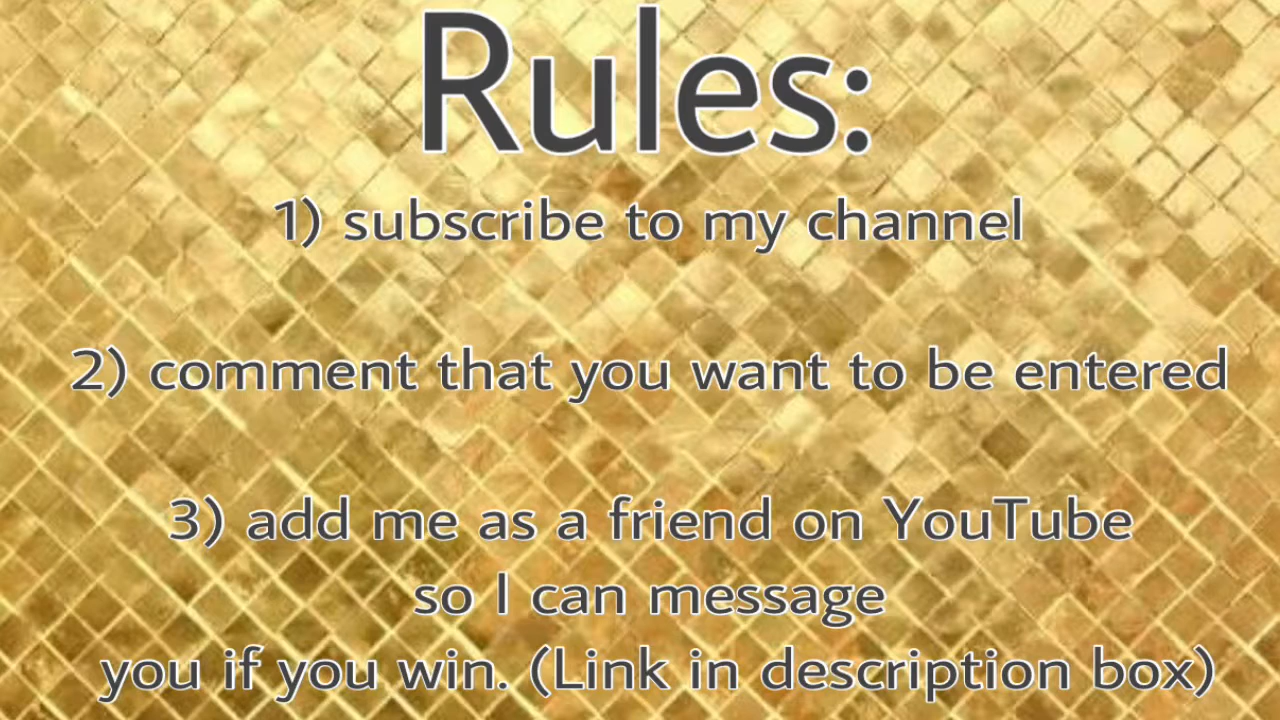 Rules:
1) subscribe to my channel
2) comment that you want to be entered
3) add me as a friend on YouTube
so I can message
you if you win. (Link in description box)